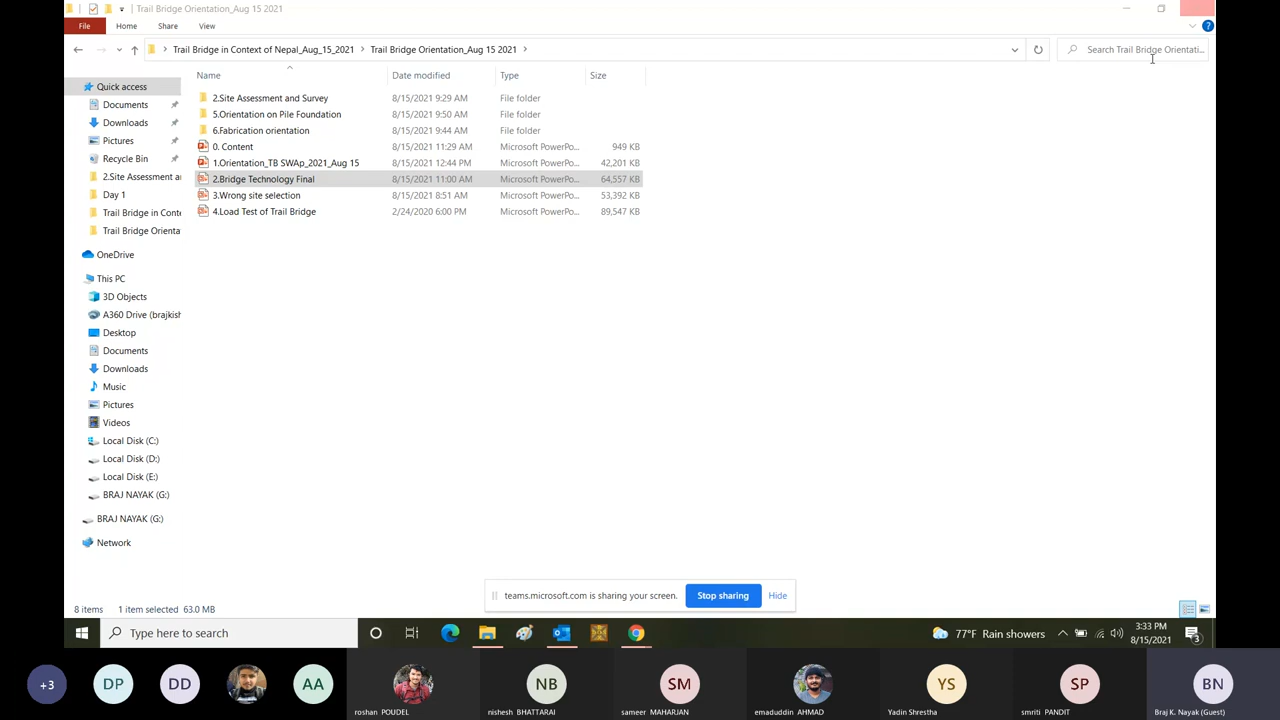 Trail Bridge Orientation_Aug 15 2021
File Home Share View
Trail Bridge in Context of Nepal_Aug_15_2021 Trail Bridge Orientation_Aug 15 2021
Search Trail Bridge Orientati...
Name Date modified Type Size
Quick access
Documents
Downloads
Pictures
Recycle Bin
2.Site Assessment ar
Day 1
Trail Bridge in Conte
Trail Bridge Orienta
OneDrive
This PC
3D Objects
A360 Drive (brajkish
Desktop
Documents
Downloads
Music
Pictures
Videos
Local Disk (C:)
Local Disk (D:)
Local Disk (E:)
BRAJ NAYAK (G:)
BRAJ NAYAK (G:)
Network
2.Site Assessment and Survey 8/15/2021 9:29 AM File folder
5.Orientation on Pile Foundation 8/15/2021 9:50 AM File folder
6.Fabrication orientation 8/15/2021 9:44 AM File folder
0. Content 8/15/2021 11:29 AM Microsoft PowerPo... 949 KB
1.Orientation_TB SWAp_2021_Aug 15 8/15/2021 12:44 PM Microsoft PowerPo... 42,201 KB
2.Bridge Technology Final 8/15/2021 11:00 AM Microsoft PowerPo... 64,557 KB
3.Wrong site selection 8/15/2021 8:51 AM Microsoft PowerPo... 53,392 KB
4.Load Test of Trail Bridge 2/24/2020 6:00 PM Microsoft PowerPo... 89,547 KB
teams.microsoft.com is sharing your screen. Stop sharing Hide
8 items 1 item selected 63.0 MB
Type here to search
77°F Rain showers
3:33 PM
8/15/2021
3
+3 DP DD AA NB SM YS SP BN
roshan POUDEL nishesh BHATTARAI sameer MAHARJAN emaduddin AHMAD Yadin Shrestha smriti PANDIT Braj K. Nayak (Guest)